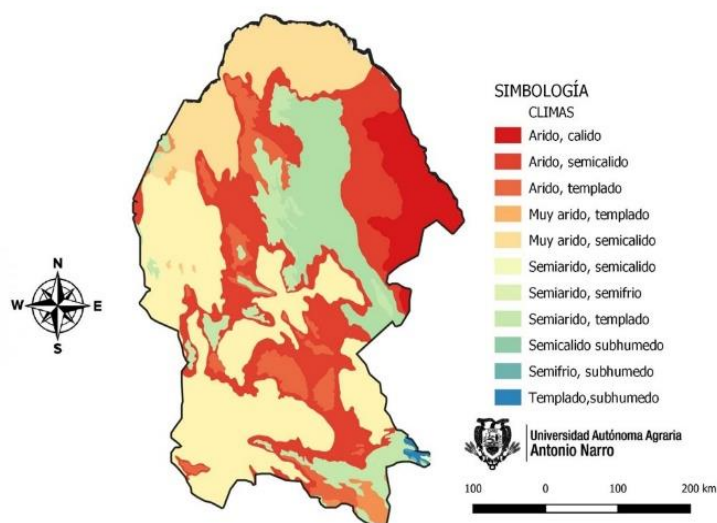 SIMBOLOGÍA
CLIMAS
Arido, calido
Arido, semicalido
Arido, templado
Muy arido, templado
Muy arido, semicalido
Semiarido, semicalido
Semiarido, semifrio
Semiarido, templado
Semicalido subhumedo
Semifrio, subhumedo
Templado,subhumedo
N
W E
S
Universidad Autónoma Agraria
Antonio Narro
100 0 100 200 km